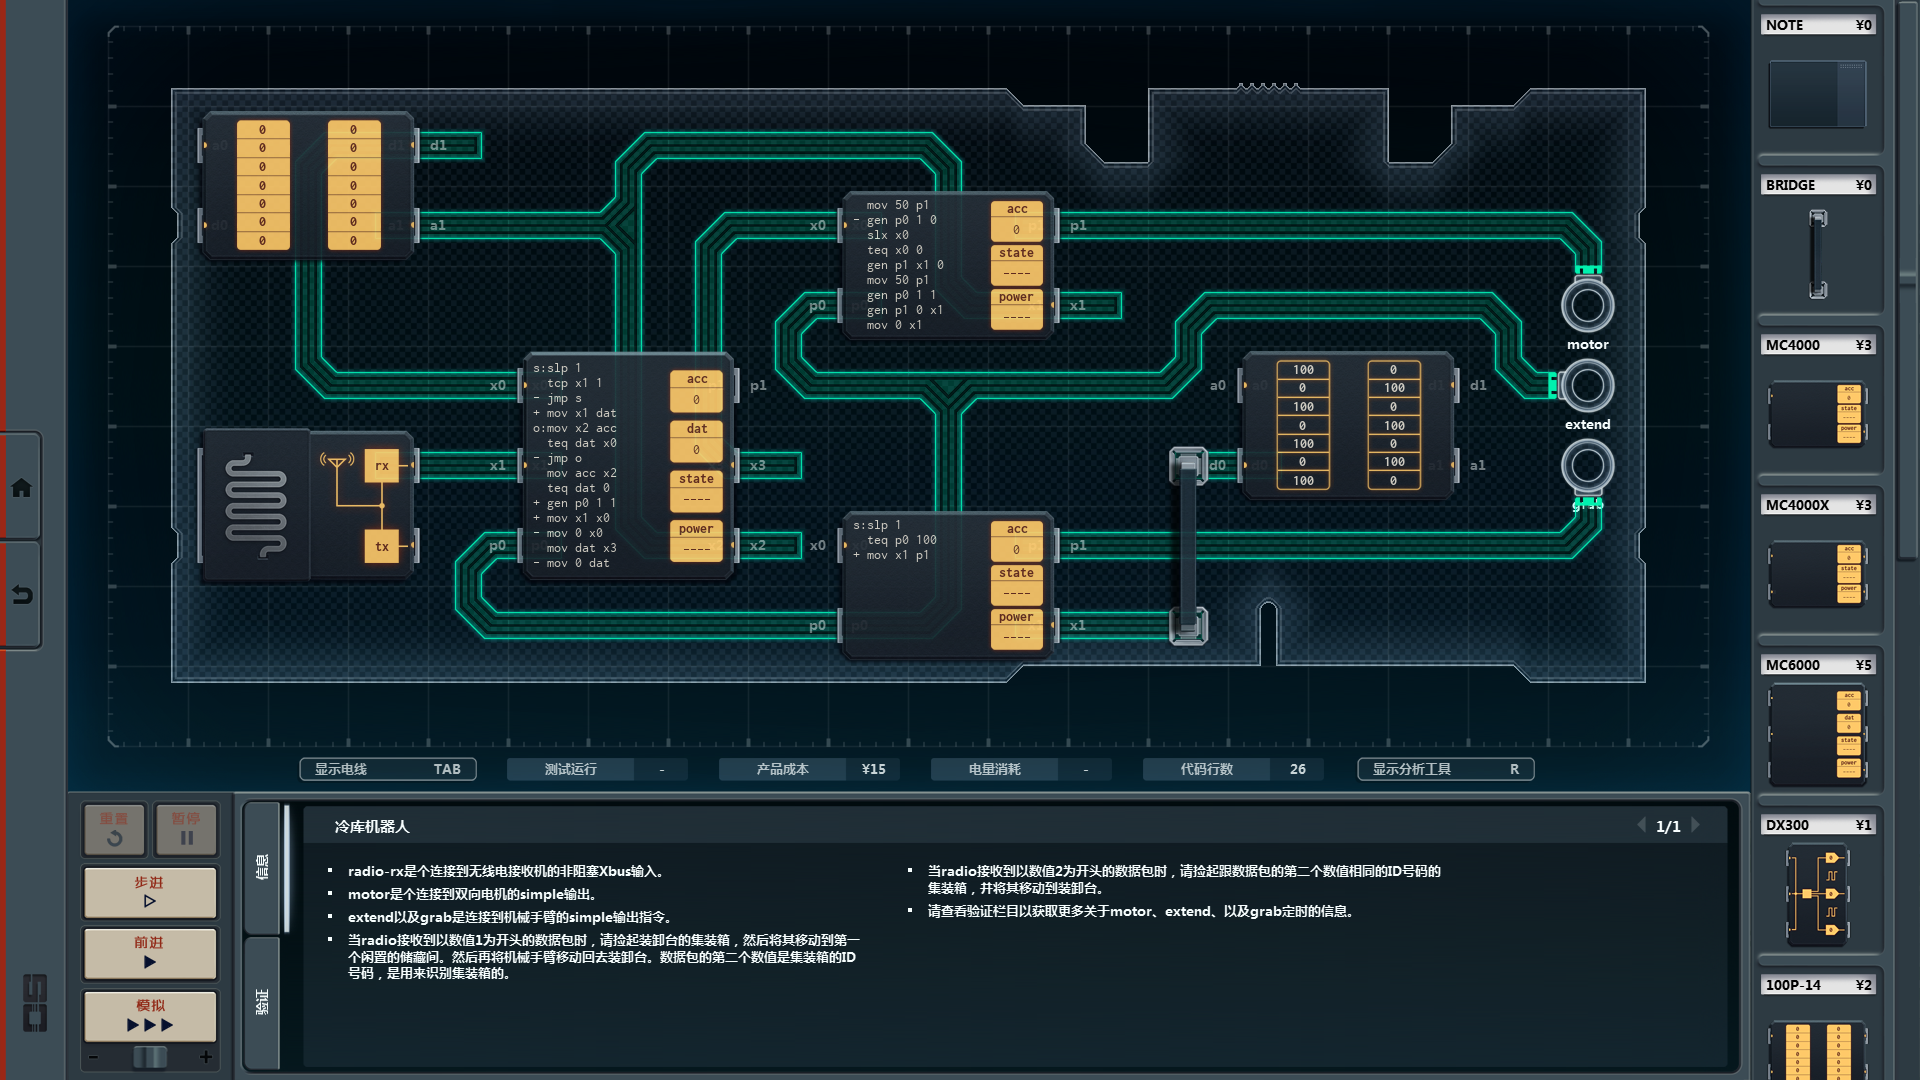 NOTE ¥0
BRIDGE ¥0
MC4000 ¥3
MC4000X ¥3
MC6000 ¥5
DX300 ¥1
100P-14 ¥2
0 0
0 0
0 0
0 0
0 0
0 0
0 0
d1
a1
rx
tx
x0
x1
p0
s:slp 1
tcp x1 1
- jmp s
+ mov x1 dat
o:mov x2 acc
teq dat x0
- jmp o
mov acc x2
teq dat 0
+ gen p0 1 1
+ mov x1 x0
- mov 0 x0
mov dat x3
- mov 0 dat
acc
0
dat
0
state
----
power
----
p1
x3
x2
x0
p0
mov 50 p1
- gen p0 1 0
slx x0
teq x0 0
gen p1 x1 0
mov 50 p1
gen p0 1 1
gen p1 0 x1
mov 0 x1
acc
0
state
----
power
----
p1
x1
x0
p0
s:slp 1
teq p0 100
+ mov x1 p1
acc
0
state
----
power
----
p1
x1
a0
d0
100 0
0 100
100 0
0 100
100 0
0 100
100 0
d1
a1
motor
extend
显示电线 TAB
测试运行 -
产品成本 ¥15
电量消耗 -
代码行数 26
显示分析工具 R
重置
暂停
步进
前进
模拟
- +
信息
验证
冷库机器人
1/1
radio-rx是个连接到无线电接收机的非阻塞Xbus输入。
motor是个连接到双向电机的simple输出。
extend以及grab是连接到机械手臂的simple输出指令。
当radio接收到以数值1为开头的数据包时，请捡起装卸台的集装箱，然后将其移动到第一
个闲置的储藏间。然后再将机械手臂移动回去装卸台。数据包的第二个数值是集装箱的ID
号码，是用来识别集装箱的。
当radio接收到以数值2为开头的数据包时，请捡起跟数据包的第二个数值相同的ID号码的
集装箱，并将其移动到装卸台。
请查看验证栏目以获取更多关于motor、extend、以及grab定时的信息。